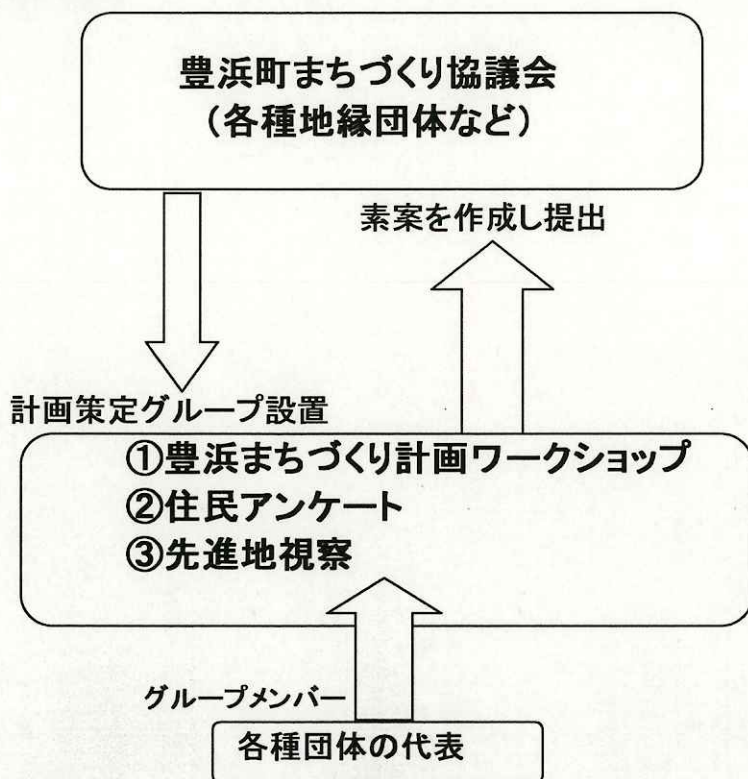 豊浜町まちづくり協議会
（各種地縁団体など）
素案を作成し提出
計画策定グループ設置
①豊浜まちづくり計画ワークショップ
②住民アンケート
③先進地視察
グループメンバー
各種団体の代表